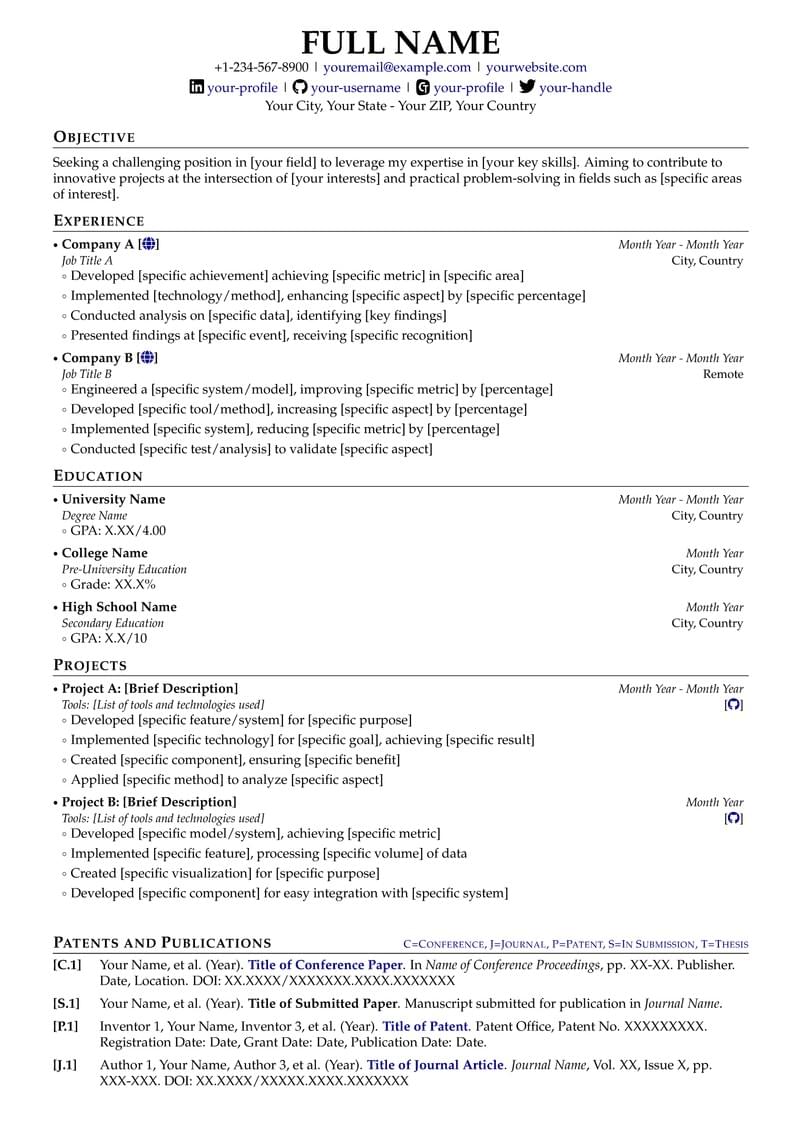 FULL NAME
+1-234-567-8900 | youremail@example.com | yourwebsite.com
your-profile | your-username | your-profile | your-handle
Your City, Your State - Your ZIP, Your Country
OBJECTIVE
Seeking a challenging position in [your field] to leverage my expertise in [your key skills]. Aiming to contribute to
innovative projects at the intersection of [your interests] and practical problem-solving in fields such as [specific areas
of interest].
EXPERIENCE
• Company A [] Month Year - Month Year
Job Title A City, Country
◦ Developed [specific achievement] achieving [specific metric] in [specific area]
◦ Implemented [technology/method], enhancing [specific aspect] by [specific percentage]
◦ Conducted analysis on [specific data], identifying [key findings]
◦ Presented findings at [specific event], receiving [specific recognition]
• Company B [] Month Year - Month Year
Job Title B Remote
◦ Engineered a [specific system/model], improving [specific metric] by [percentage]
◦ Developed [specific tool/method], increasing [specific aspect] by [percentage]
◦ Implemented [specific system], reducing [specific metric] by [percentage]
◦ Conducted [specific test/analysis] to validate [specific aspect]
EDUCATION
• University Name Month Year - Month Year
Degree Name City, Country
◦ GPA: X.XX/4.00
• College Name Month Year
Pre-University Education City, Country
◦ Grade: XX.X%
• High School Name Month Year
Secondary Education City, Country
◦ GPA: X.X/10
PROJECTS
• Project A: [Brief Description] Month Year - Month Year
Tools: [List of tools and technologies used] []
◦ Developed [specific feature/system] for [specific purpose]
◦ Implemented [specific technology] for [specific goal], achieving [specific result]
◦ Created [specific component], ensuring [specific benefit]
◦ Applied [specific method] to analyze [specific aspect]
• Project B: [Brief Description] Month Year
Tools: [List of tools and technologies used] []
◦ Developed [specific model/system], achieving [specific metric]
◦ Implemented [specific feature], processing [specific volume] of data
◦ Created [specific visualization] for [specific purpose]
◦ Developed [specific component] for easy integration with [specific system]
PATENTS AND PUBLICATIONS C=CONFERENCE, J=JOURNAL, P=PATENT, S=IN SUBMISSION, T=THESIS
[C.1] Your Name, et al. (Year). Title of Conference Paper. In Name of Conference Proceedings, pp. XX-XX. Publisher.
Date, Location. DOI: XX.XXXX/XXXXXXX.XXXX.XXXXXXX
[S.1] Your Name, et al. (Year). Title of Submitted Paper. Manuscript submitted for publication in Journal Name.
[P.1] Inventor 1, Your Name, Inventor 3, et al. (Year). Title of Patent. Patent Office, Patent No. XXXXXXXXX.
Registration Date: Date, Grant Date: Date, Publication Date: Date.
[J.1] Author 1, Your Name, Author 3, et al. (Year). Title of Journal Article. Journal Name, Vol. XX, Issue X, pp.
XXX-XXX. DOI: XX.XXXX/XXXXX.XXXX.XXXXXXX